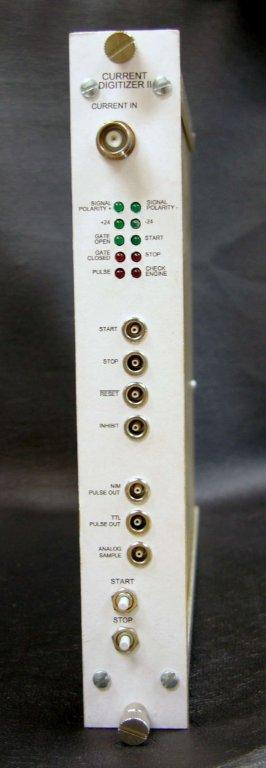 CURRENT
DIGITIZER II
CURRENT IN
SIGNAL
POLARITY +
SIGNAL
POLARITY -
+24
-24
GATE
OPEN
START
GATE
CLOSED
STOP
PULSE
CHECK
ENGINE
START
STOP
RESET
INHIBIT
NIM
PULSE OUT
TTL
PULSE OUT
ANALOG
SAMPLE
START
STOP